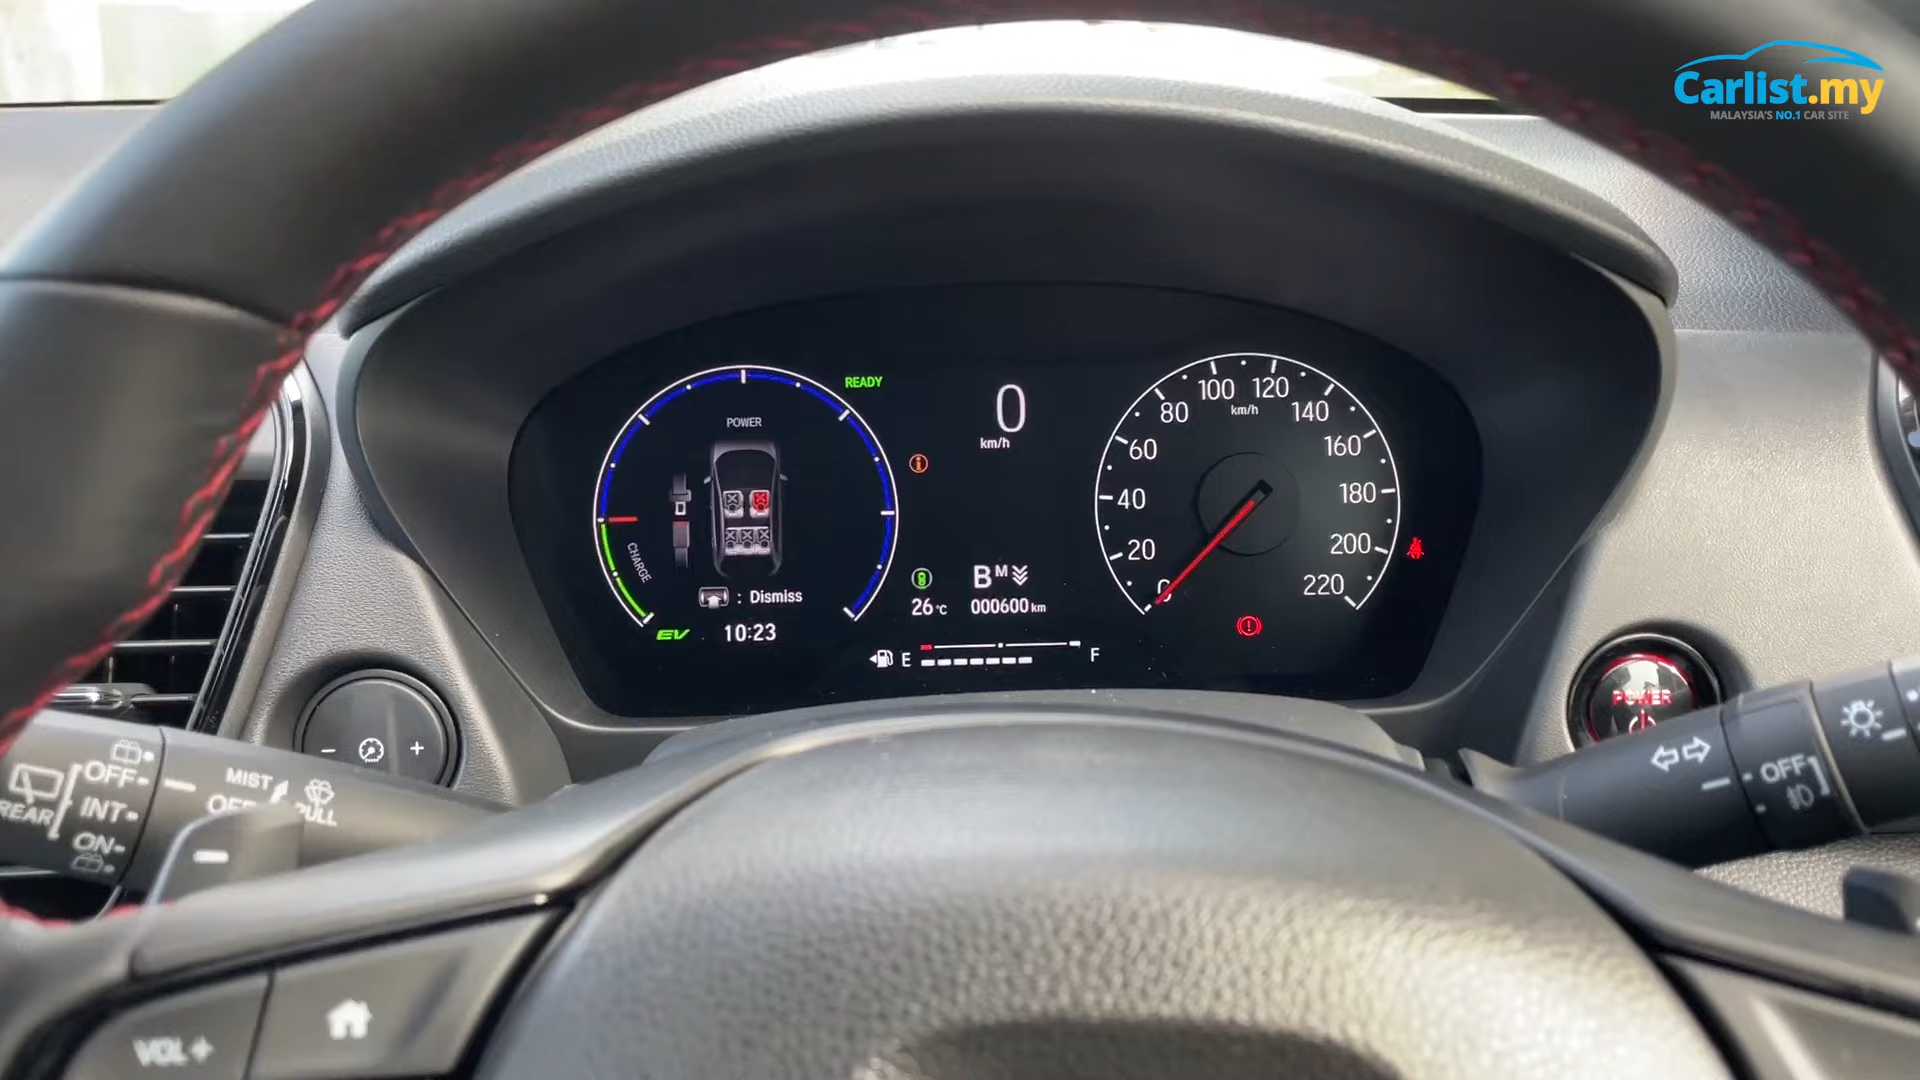 Carlist.my
MALAYSIA'S NO.1 CAR SITE
READY
POWER
CHARGE
: Dismiss
EV
10:23
0
km/h
26 °C
B M
000600 km
E
F
0
20
40
60
80
100
120
140
160
180
200
220
km/h
POWER
REAR
OFF
INT
ON
MIST
OFF
PULL
- +
OFF
VOL +